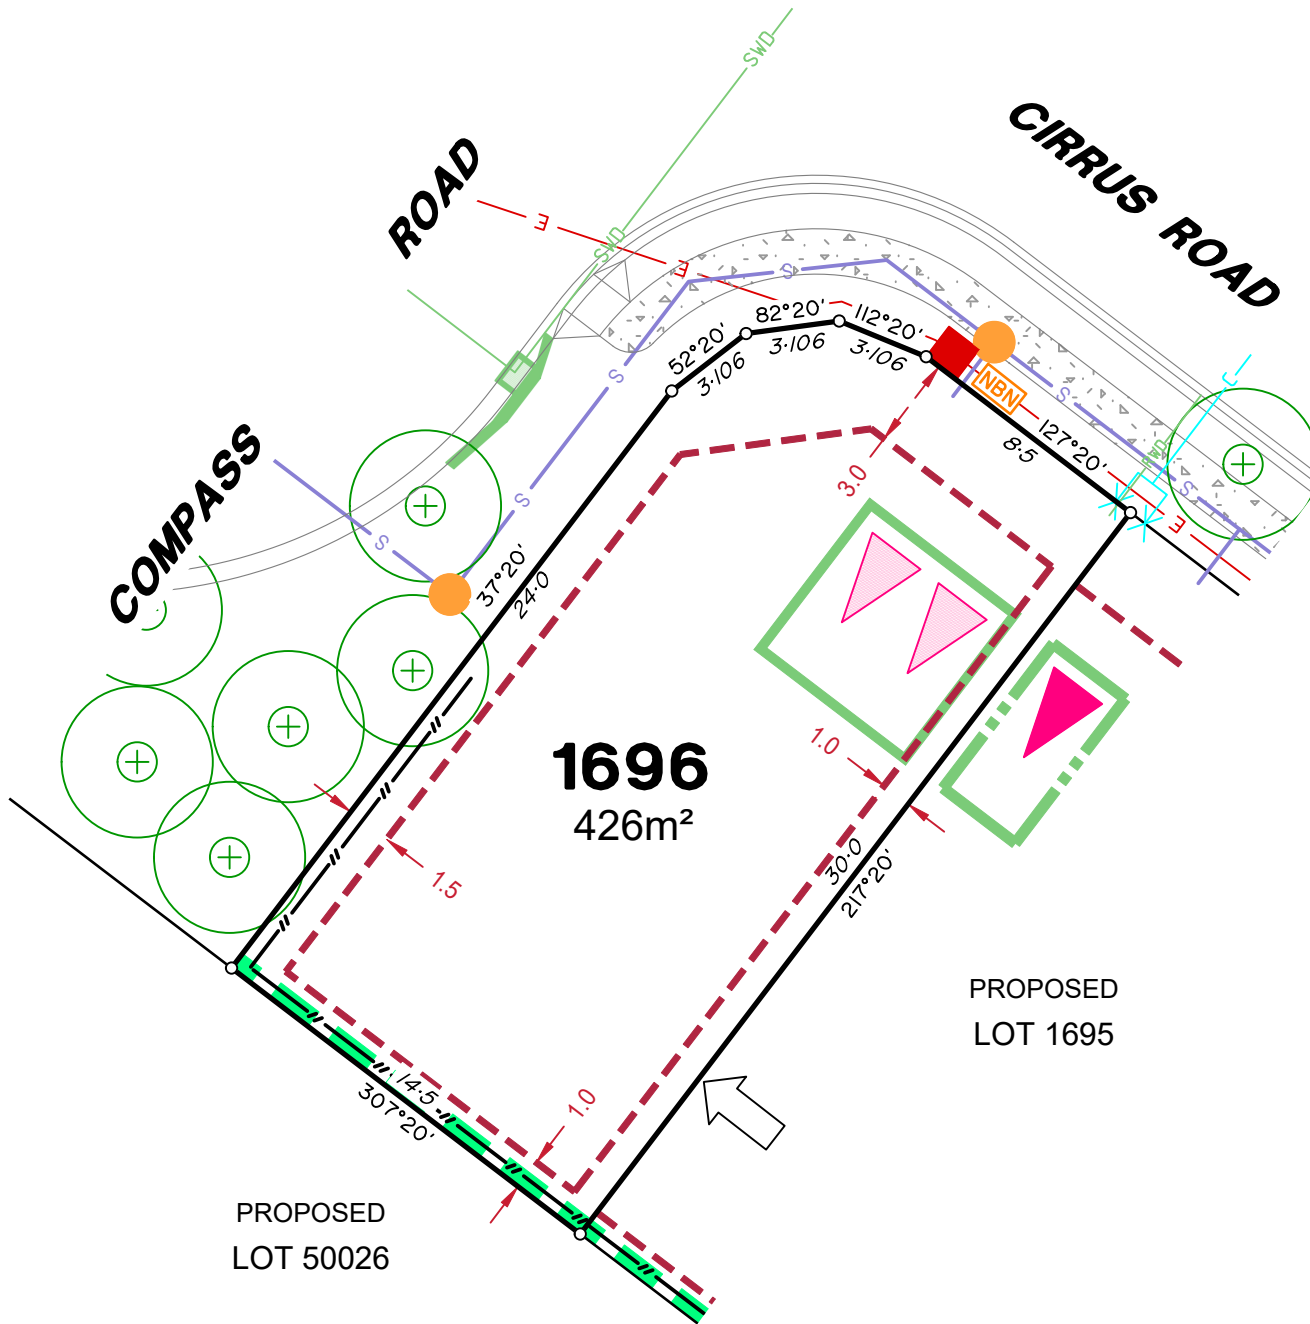 SWD
CIRRUS ROAD
ROAD
E
SWD
E
S
82°20'
3·106
112°20'
3·106
52°20'
3·106
S
NBN
S
127°20'
8·5
RWD
S
E
COMPASS
S
S
37°20'
24·0
3.0
1.0
1696
426m²
1.5
30·0
217°20'
PROPOSED
LOT 1695
14·5
307°20'
1.0
PROPOSED
LOT 50026